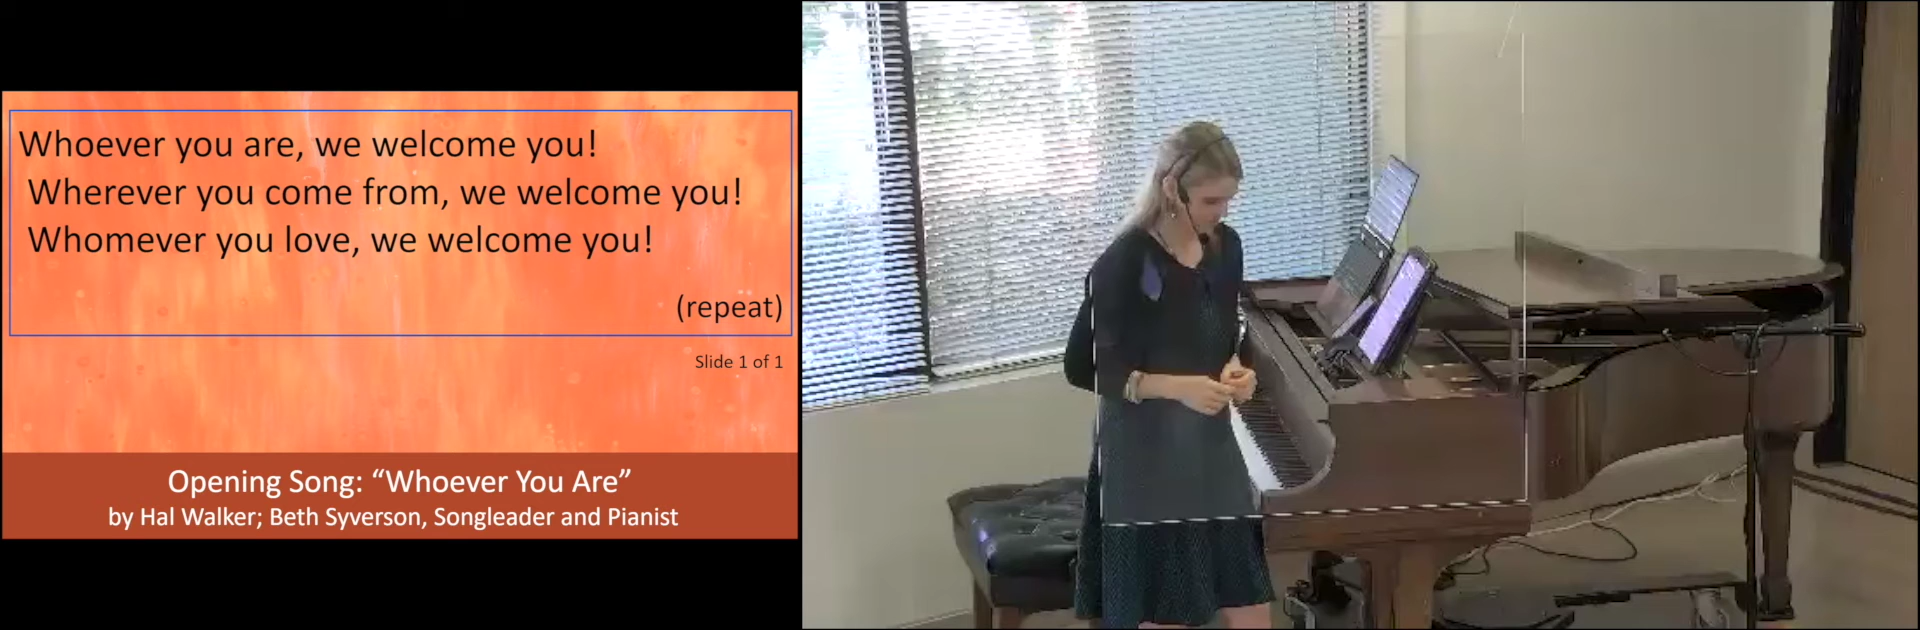 Whoever you are, we welcome you!
Wherever you come from, we welcome you!
Whomever you love, we welcome you!
(repeat)
Slide 1 of 1
Opening Song: “Whoever You Are”
by Hal Walker; Beth Syverson, Songleader and Pianist